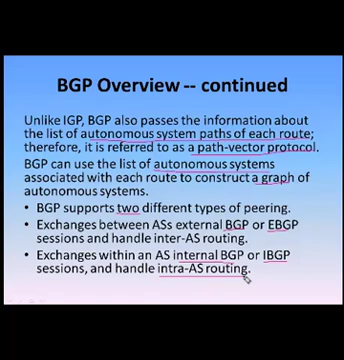 BGP Overview -- continued
Unlike IGP, BGP also passes the information about
the list of autonomous system paths of each route;
therefore, it is referred to as a path-vector protocol.
BGP can use the list of autonomous systems
associated with each route to construct a graph of
autonomous systems.
• BGP supports two different types of peering.
• Exchanges between ASs external BGP or EBGP
sessions and handle inter-AS routing.
• Exchanges within an AS internal BGP or IBGP
sessions, and handle intra-AS routing.